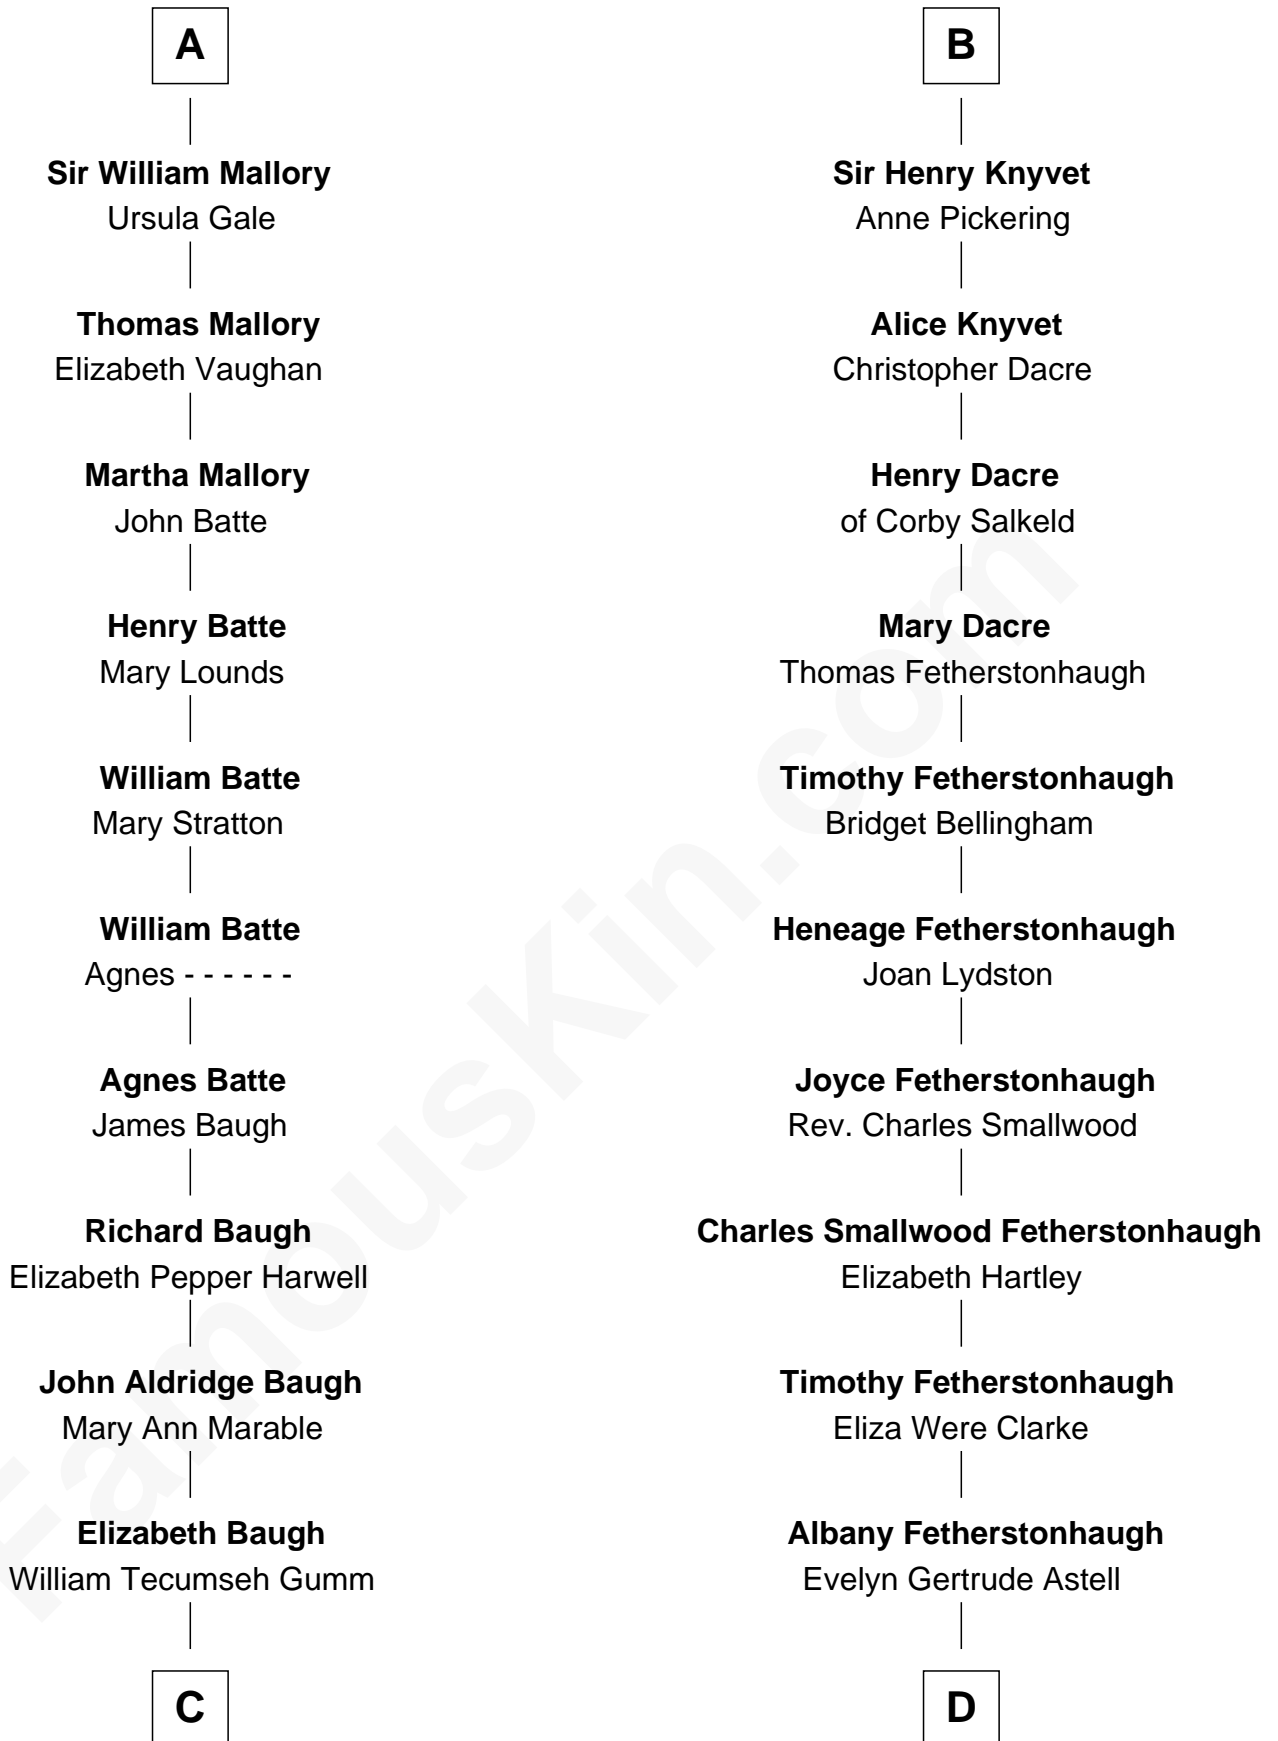 A
Sir William Mallory
Ursula Gale
Thomas Mallory
Elizabeth Vaughan
Martha Mallory
John Batte
Henry Batte
Mary Lounds
William Batte
Mary Stratton
William Batte
Agnes - - - - - -
Agnes Batte
James Baugh
Richard Baugh
Elizabeth Pepper Harwell
John Aldridge Baugh
Mary Ann Marable
Elizabeth Baugh
William Tecumseh Gumm
C
B
Sir Henry Knyvet
Anne Pickering
Alice Knyvet
Christopher Dacre
Henry Dacre
of Corby Salkeld
Mary Dacre
Thomas Fetherstonhaugh
Timothy Fetherstonhaugh
Bridget Bellingham
Heneage Fetherstonhaugh
Joan Lydston
Joyce Fetherstonhaugh
Rev. Charles Smallwood
Charles Smallwood Fetherstonhaugh
Elizabeth Hartley
Timothy Fetherstonhaugh
Eliza Were Clarke
Albany Fetherstonhaugh
Evelyn Gertrude Astell
D
FamousKin.com